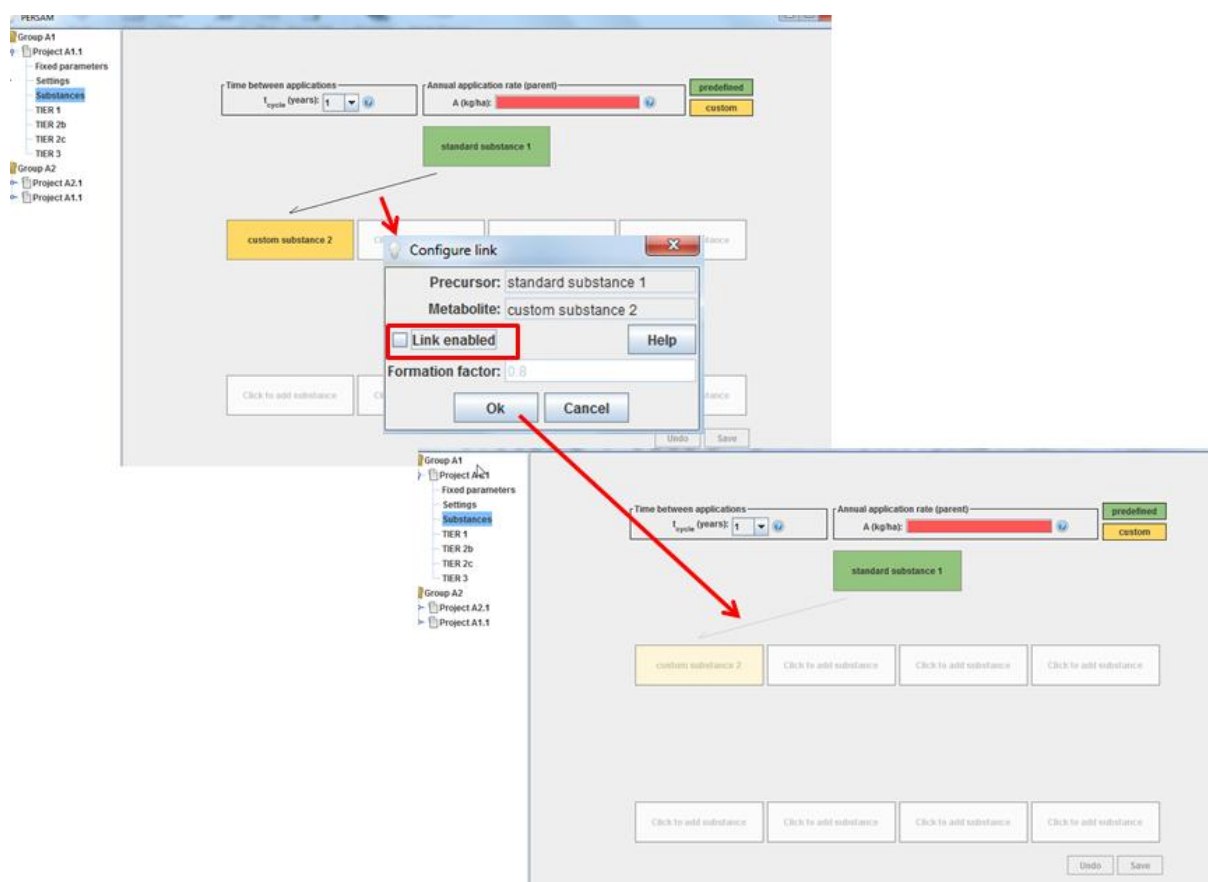 PERSAM
Group A1
Project A1.1
Fixed parameters
Settings
Substances
TIER 1
TIER 2b
TIER 2c
TIER 3
Group A2
Project A2.1
Project A1.1
Time between applications
tcycle (years): 1
Annual application rate (parent)
A (kg/ha):
predefined
custom
standard substance 1
custom substance 2
Configure link
Precursor: standard substance 1
Metabolite: custom substance 2
Link enabled
Help
Formation factor: 0.8
Ok Cancel
Click to add substance
Undo Save
Group A1
Fixed parameters
Settings
Substances
TIER 1
TIER 2b
TIER 2c
TIER 3
Group A2
Project A2.1
Project A1.1
Time between applications
tcycle (years): 1
Annual application rate (parent)
A (kg/ha):
predefined
custom
standard substance 1
custom substance 2 Click to add substance Click to add substance Click to add substance
Click to add substance Click to add substance Click to add substance Click to add substance
Undo Save